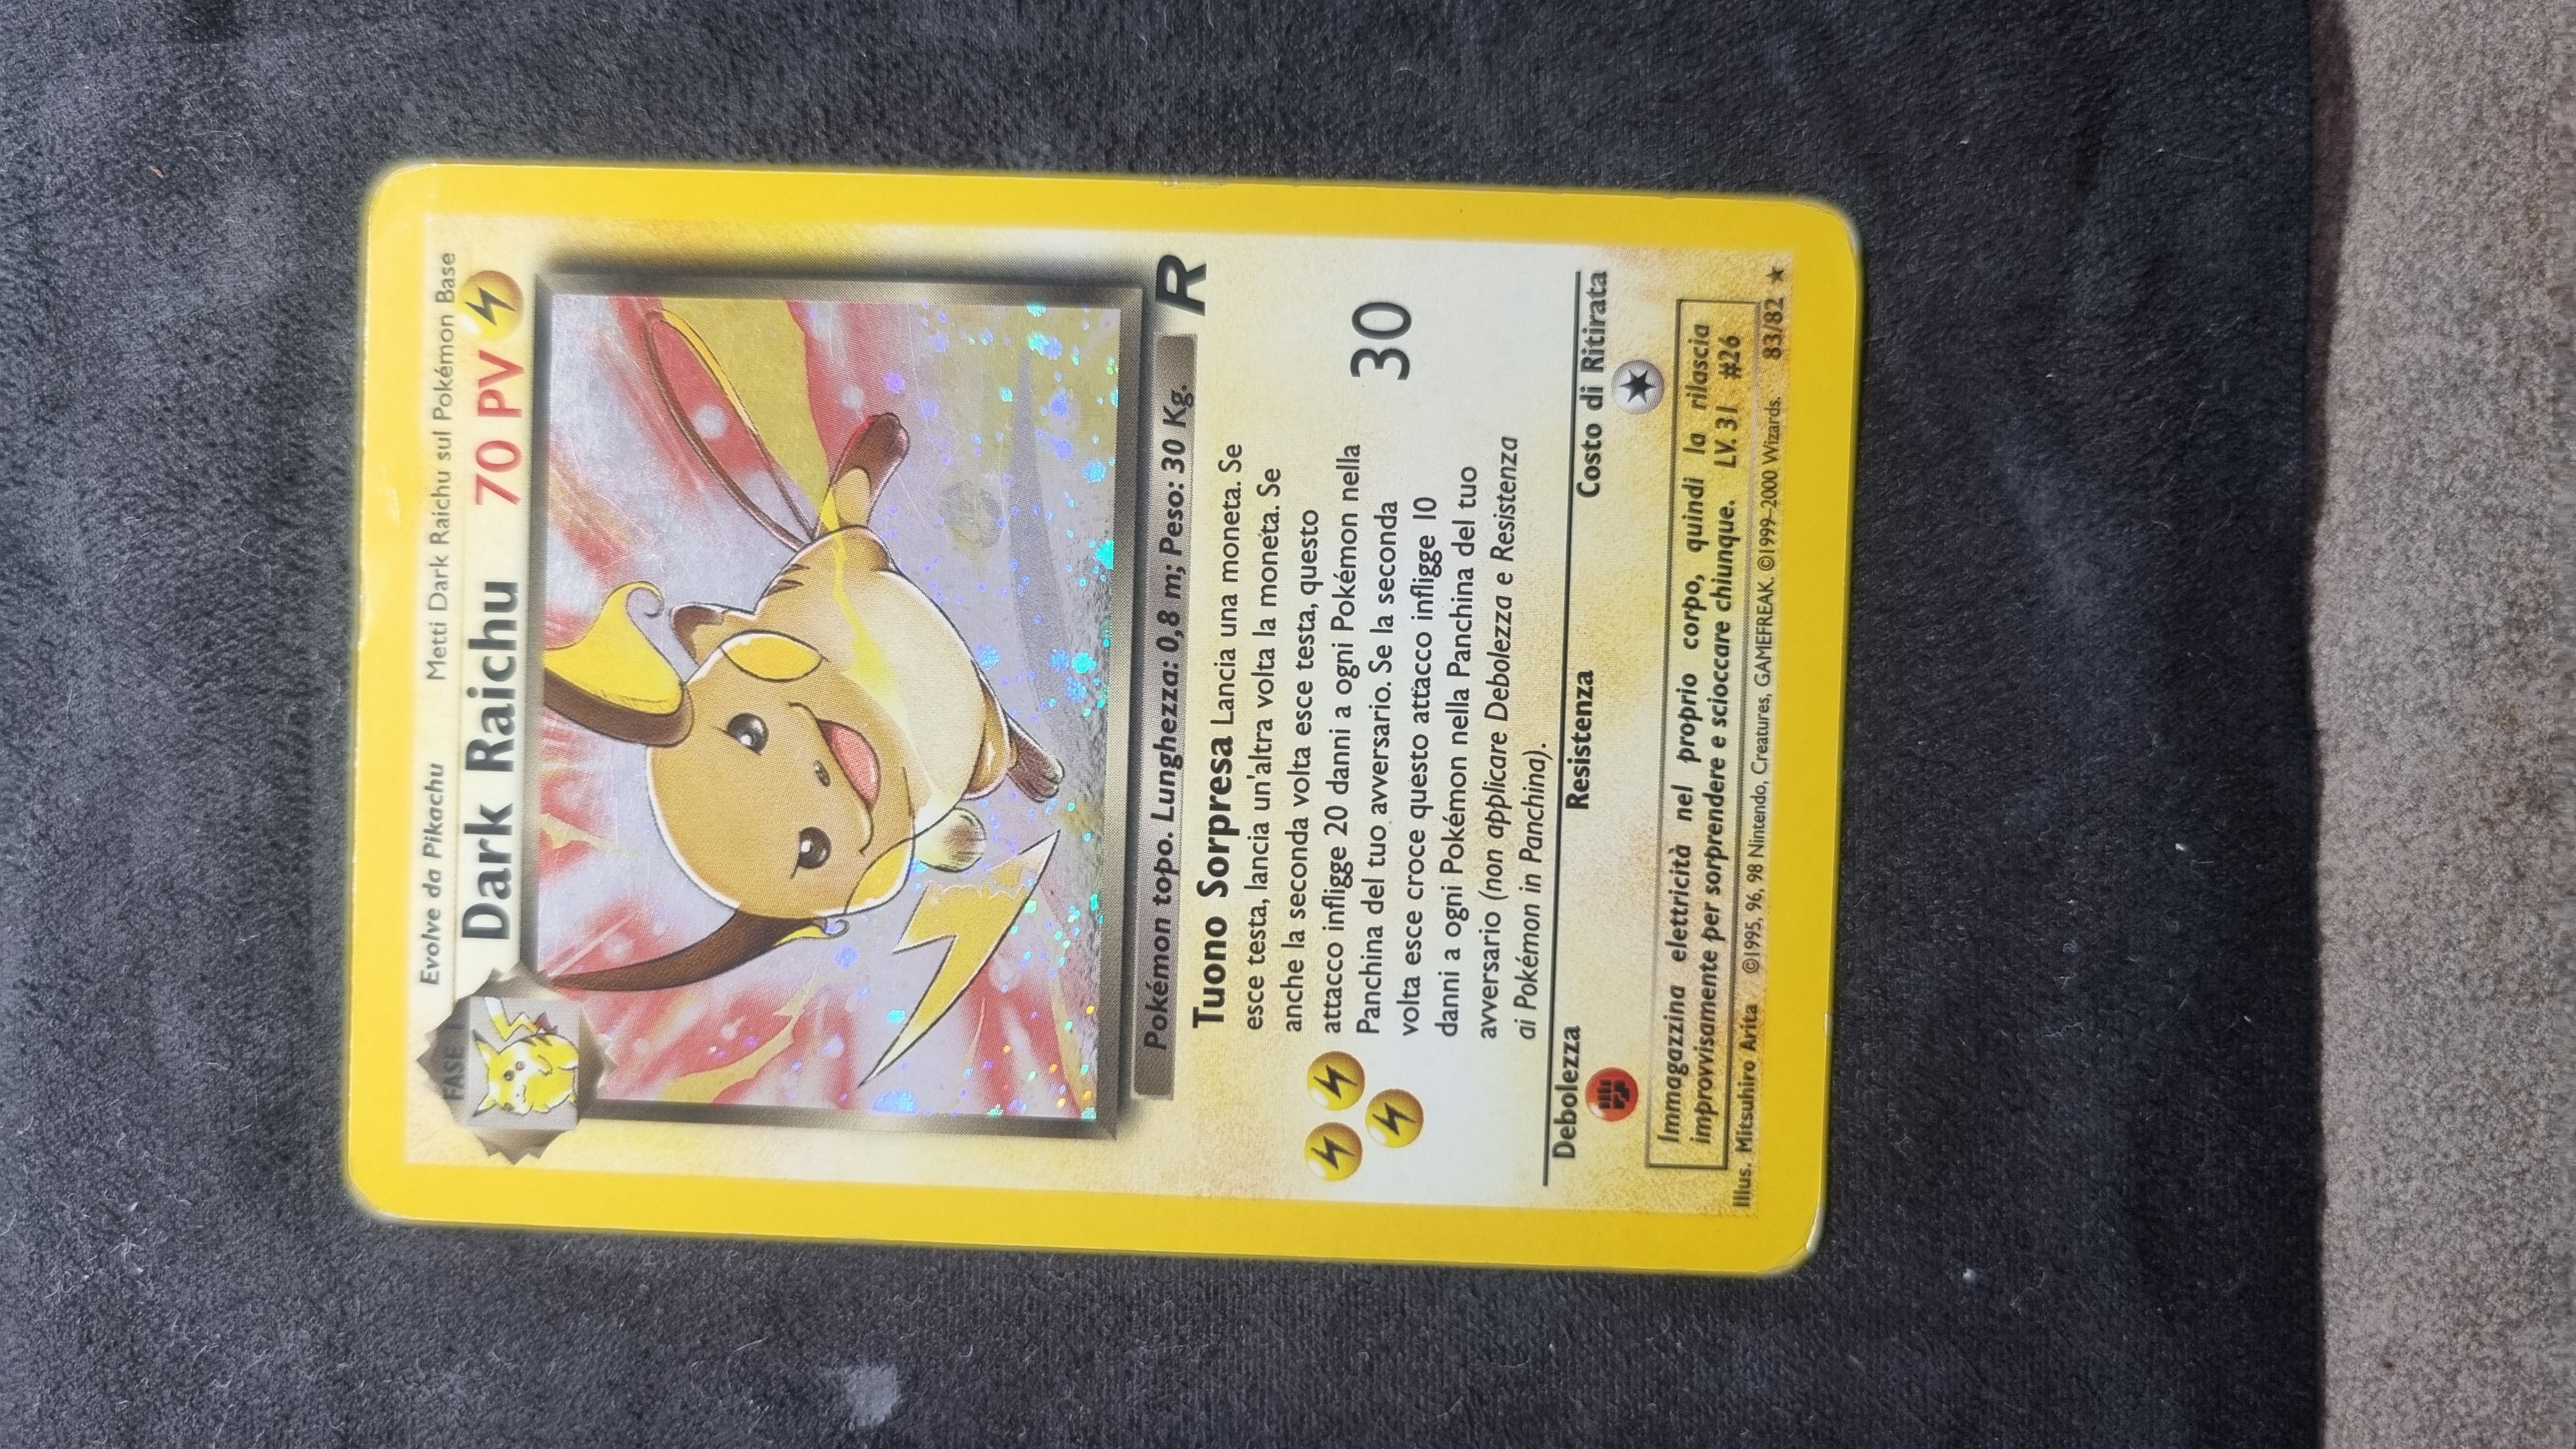 Evolve da Pikachu Metti Dark Raichu sul Pokémon Base
FASE 1
Dark Raichu 70 PV
Pokémon topo. Lunghezza: 0,8 m; Peso: 30 Kg.
R
Tuono Sorpresa Lancia una moneta. Se
esce testa, lancia un'altra volta la moneta. Se
anche la seconda volta esce testa, questo
attacco infligge 20 danni a ogni Pokémon nella
Panchina del tuo avversario. Se la seconda
volta esce croce questo attacco infligge 10
danni a ogni Pokémon nella Panchina del tuo
avversario (non applicare Debolezza e Resistenza
ai Pokémon in Panchina).
30
Debolezza Resistenza Costo di Ritirata
Immagazzina elettricità nel proprio corpo, quindi la rilascia
improvvisamente per sorprendere e scioccare chiunque. LV. 31 #26
Illus. Mitsuhiro Arita ©1995, 96, 98 Nintendo, Creatures, GAMEFREAK. ©1999-2000 Wizards. 83/82 ★